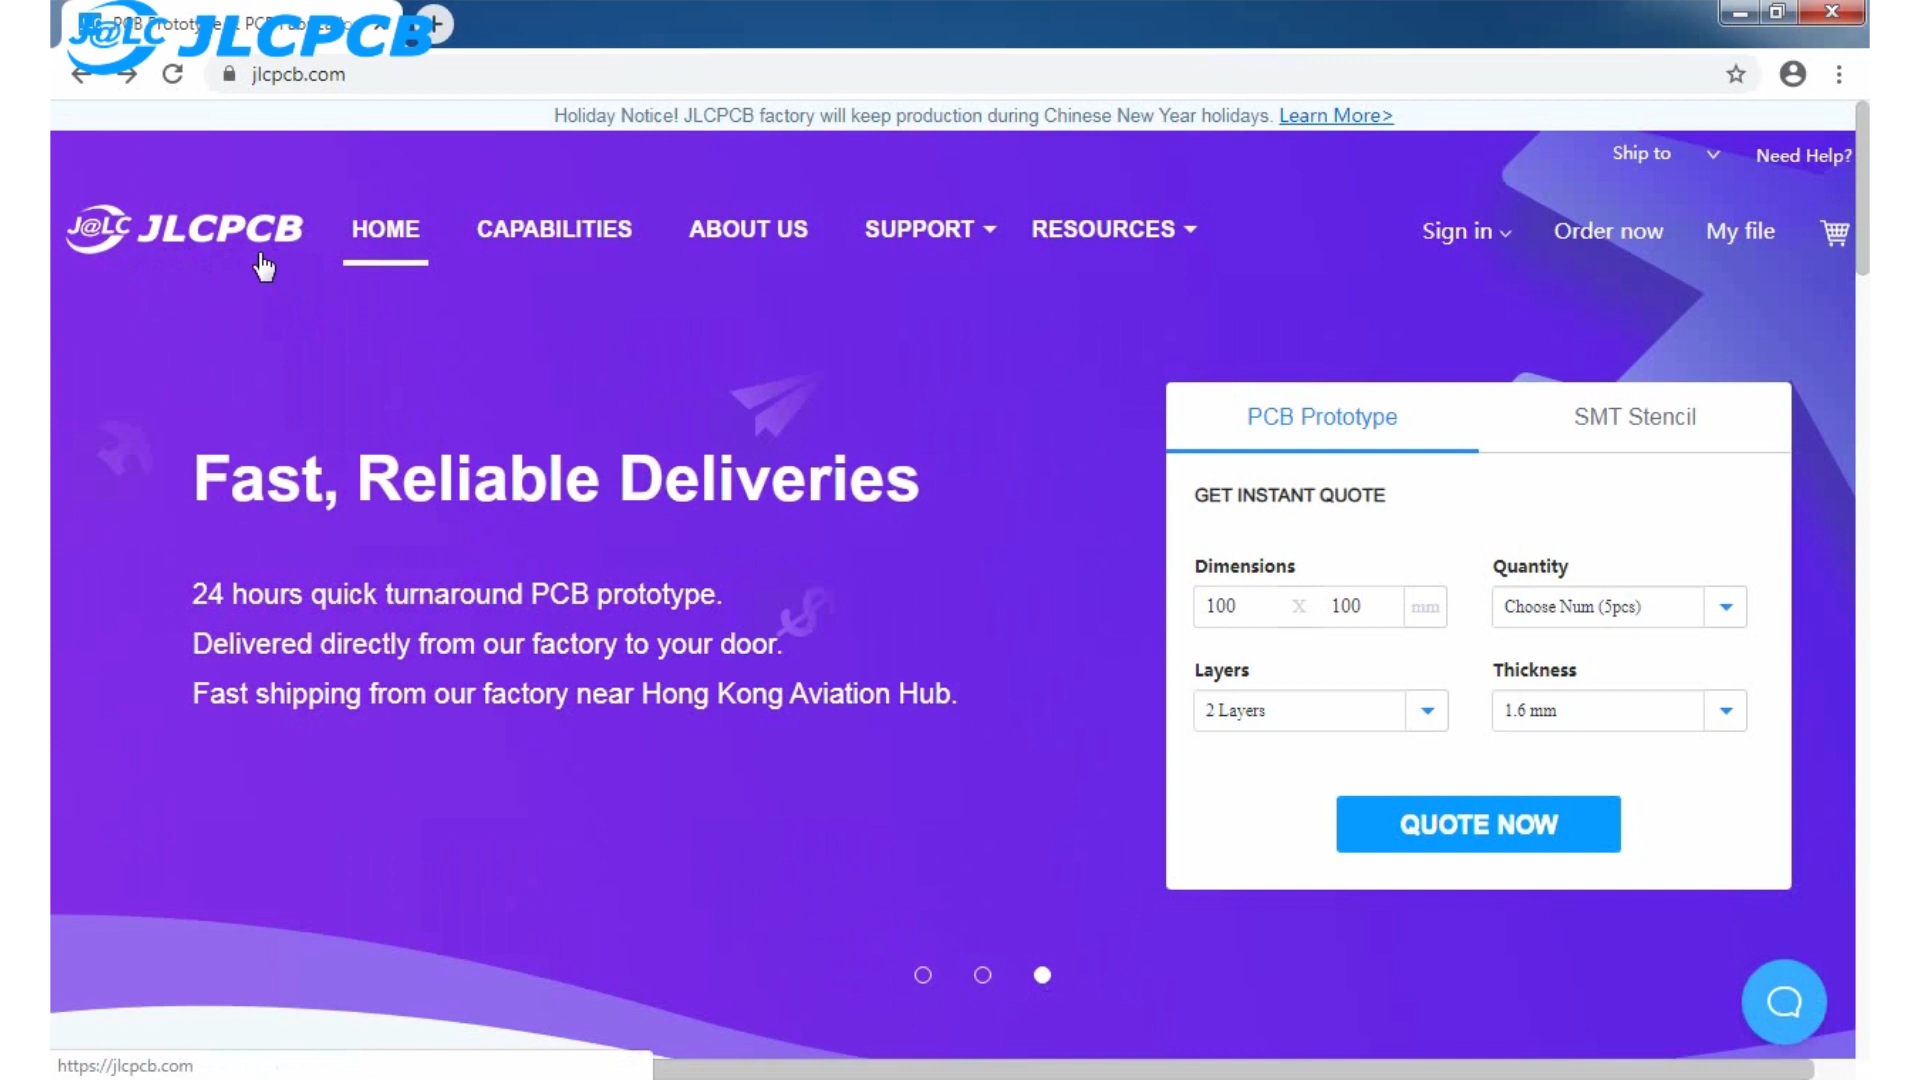 JLCPCB
jlcpcb.com
Holiday Notice! JLCPCB factory will keep production during Chinese New Year holidays. Learn More>
Ship to
Need Help?
J@LC JLCPCB
HOME
CAPABILITIES
ABOUT US
SUPPORT
RESOURCES
Sign in
Order now
My file
PCB Prototype
SMT Stencil
Fast, Reliable Deliveries
GET INSTANT QUOTE
Dimensions
Quantity
100 X 100 mm
Choose Num (5pcs)
24 hours quick turnaround PCB prototype.
Delivered directly from our factory to your door.
Fast shipping from our factory near Hong Kong Aviation Hub.
Layers
Thickness
2 Layers
1.6 mm
QUOTE NOW
https://jlcpcb.com